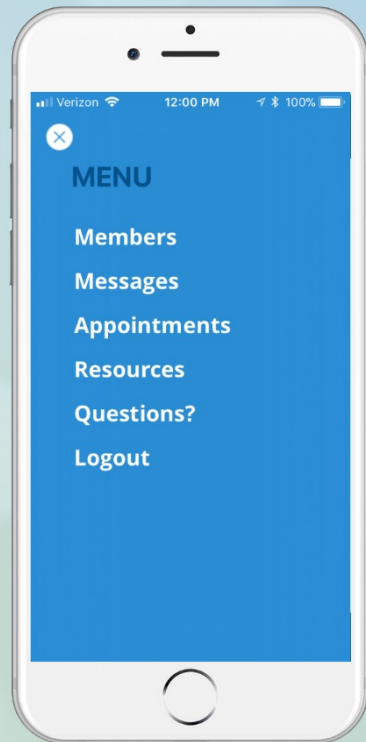 Verizon 12:00 PM 100%
MENU
Members
Messages
Appointments
Resources
Questions?
Logout